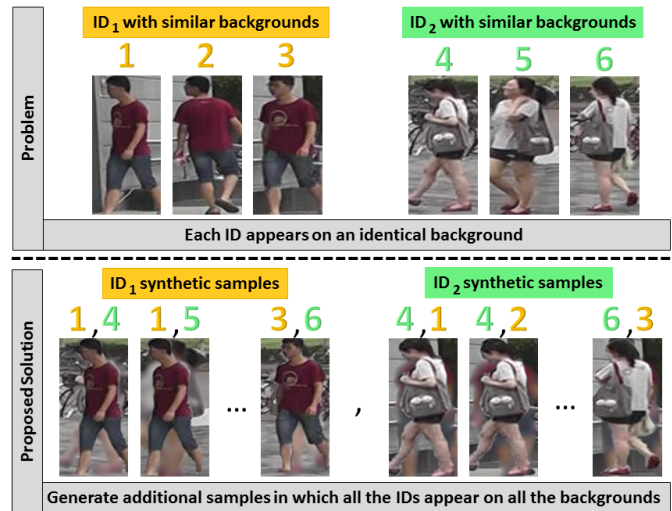 ID1 with similar backgrounds
ID2 with similar backgrounds
1 2 3 4 5 6
Problem
Each ID appears on an identical background
ID1 synthetic samples
ID2 synthetic samples
1,4 1,5 3,6 4,1 4,2 6,3
... , ...
Proposed Solution
Generate additional samples in which all the IDs appear on all the backgrounds